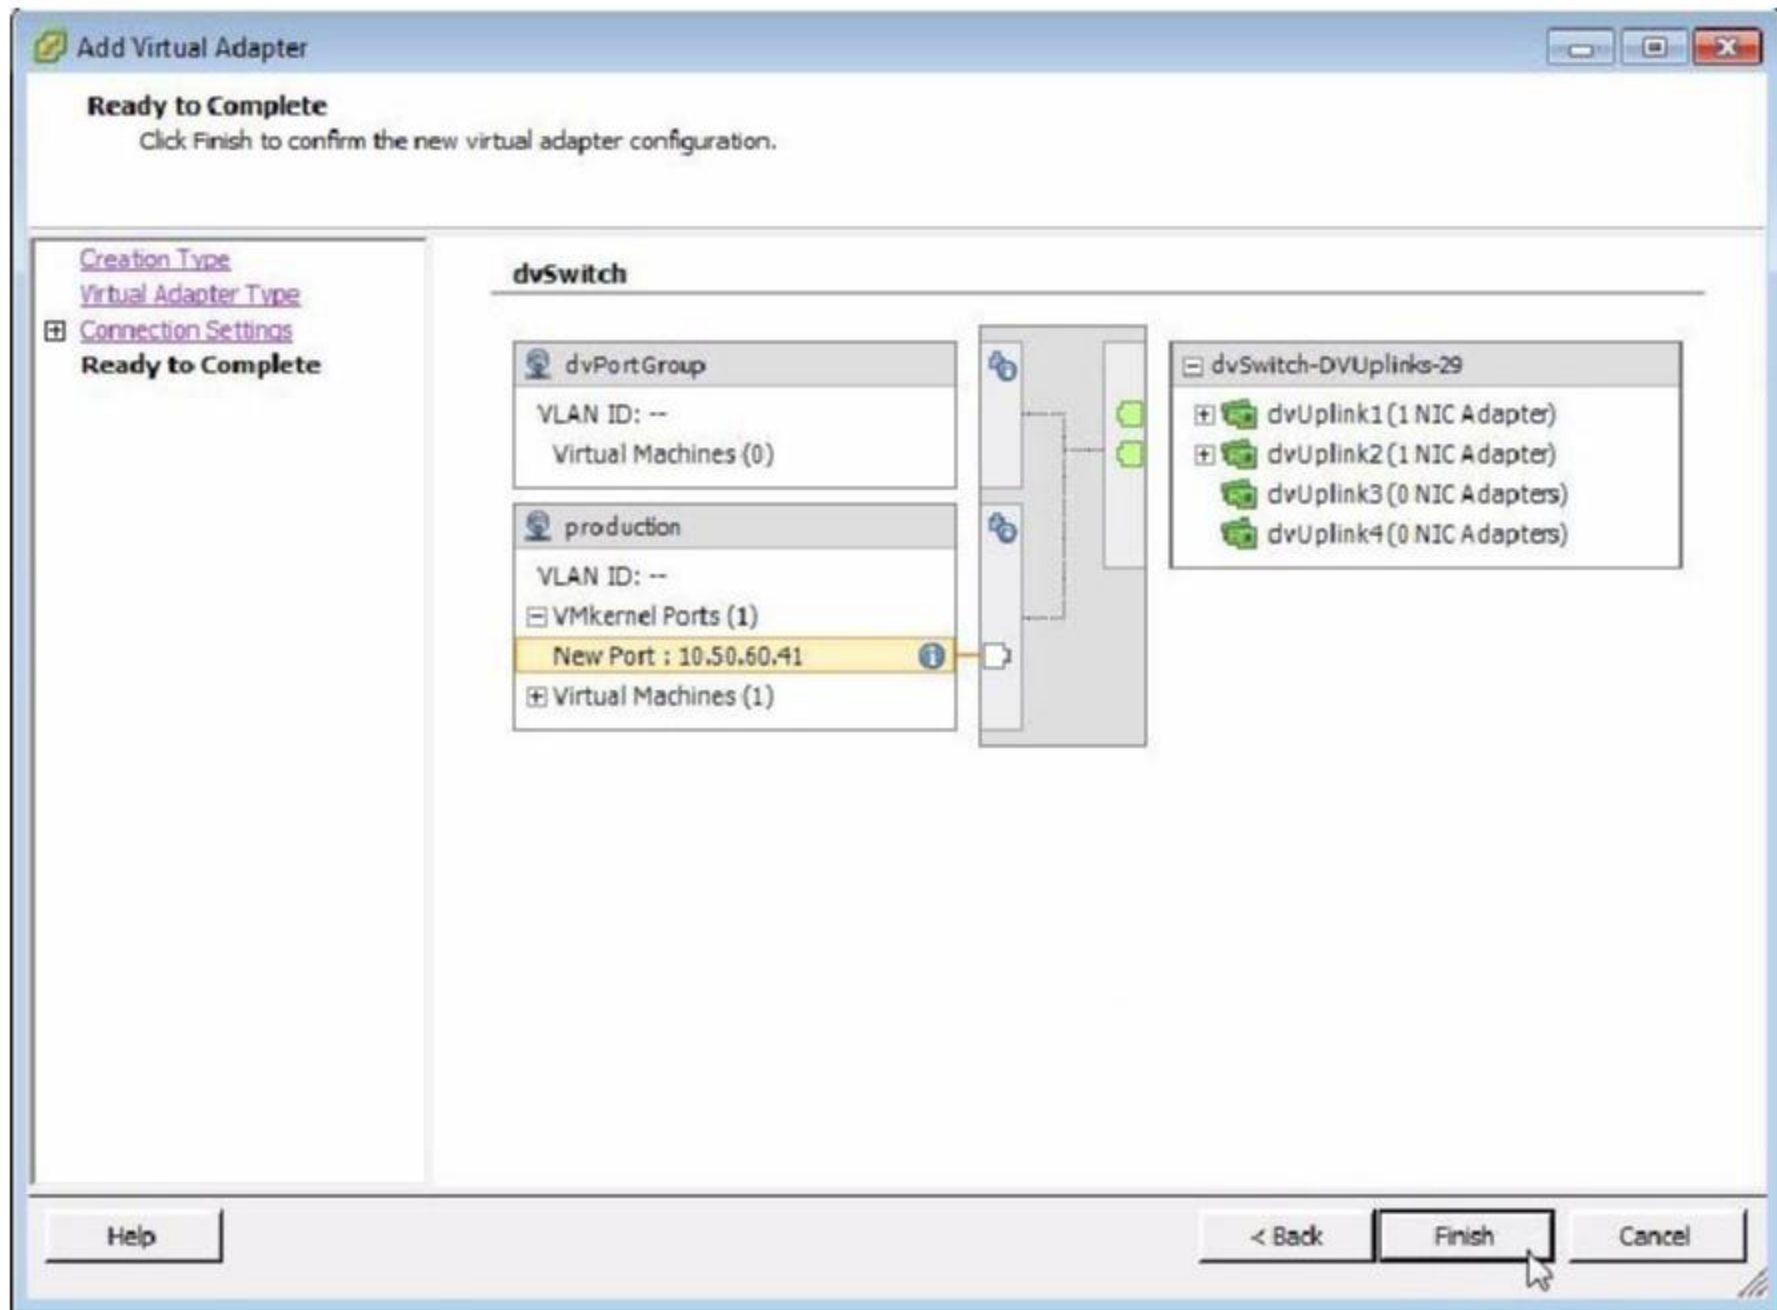 Add Virtual Adapter
Ready to Complete
Click Finish to confirm the new virtual adapter configuration.
Creation Type
Virtual Adapter Type
Connection Settings
Ready to Complete
dvSwitch
dvPortGroup
VLAN ID: --
Virtual Machines (0)
production
VLAN ID: --
VMkernel Ports (1)
New Port : 10.50.60.41
Virtual Machines (1)
dvSwitch-DVUplinks-29
dvUplink1 (1 NIC Adapter)
dvUplink2 (1 NIC Adapter)
dvUplink3 (0 NIC Adapters)
dvUplink4 (0 NIC Adapters)
Help
< Back
Finish
Cancel